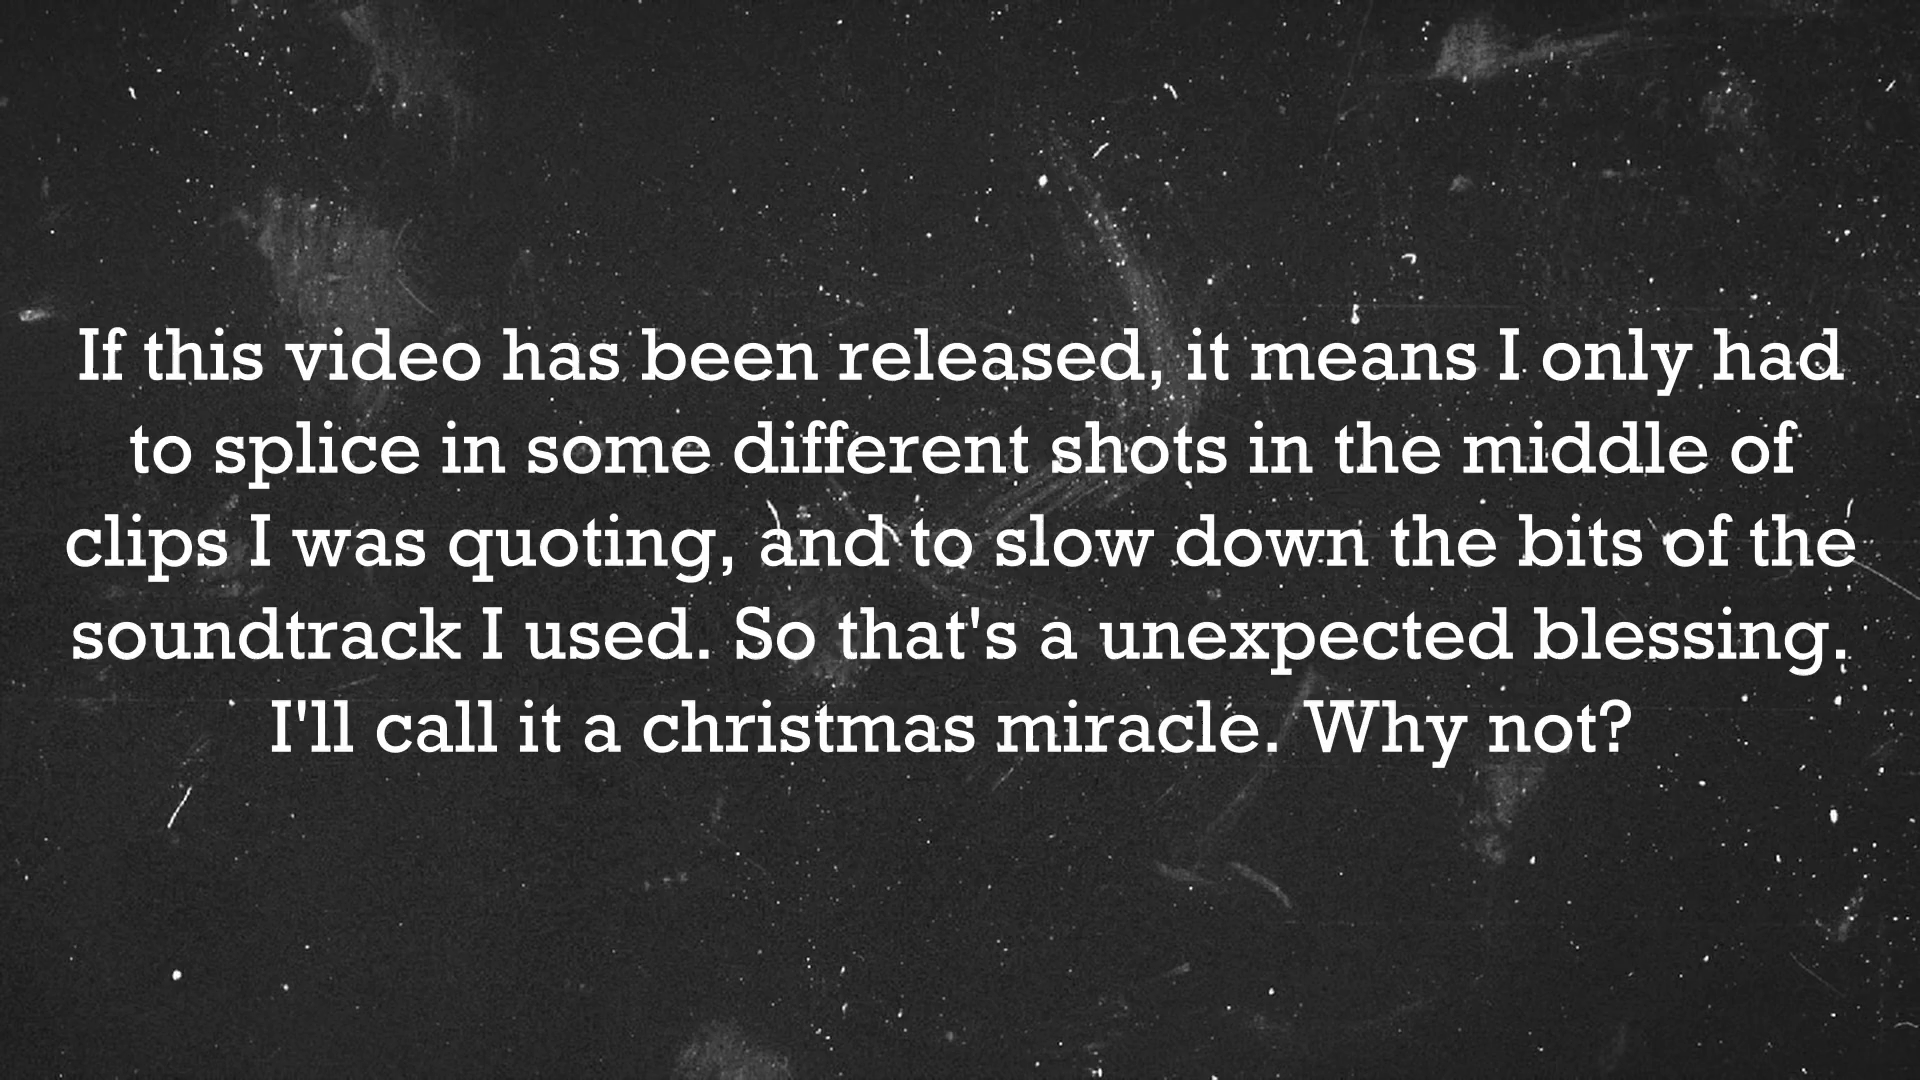 If this video has been released, it means I only had
to splice in some different shots in the middle of
clips I was quoting, and to slow down the bits of the
soundtrack I used. So that's a unexpected blessing.
I'll call it a christmas miracle. Why not?